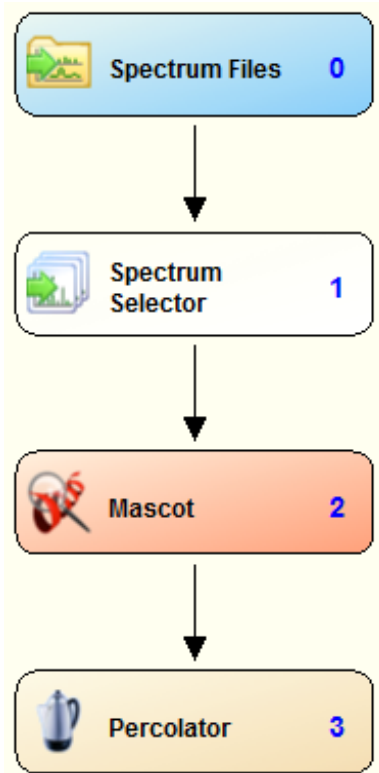 Spectrum Files 0
Spectrum
Selector 1
Mascot 2
Percolator 3